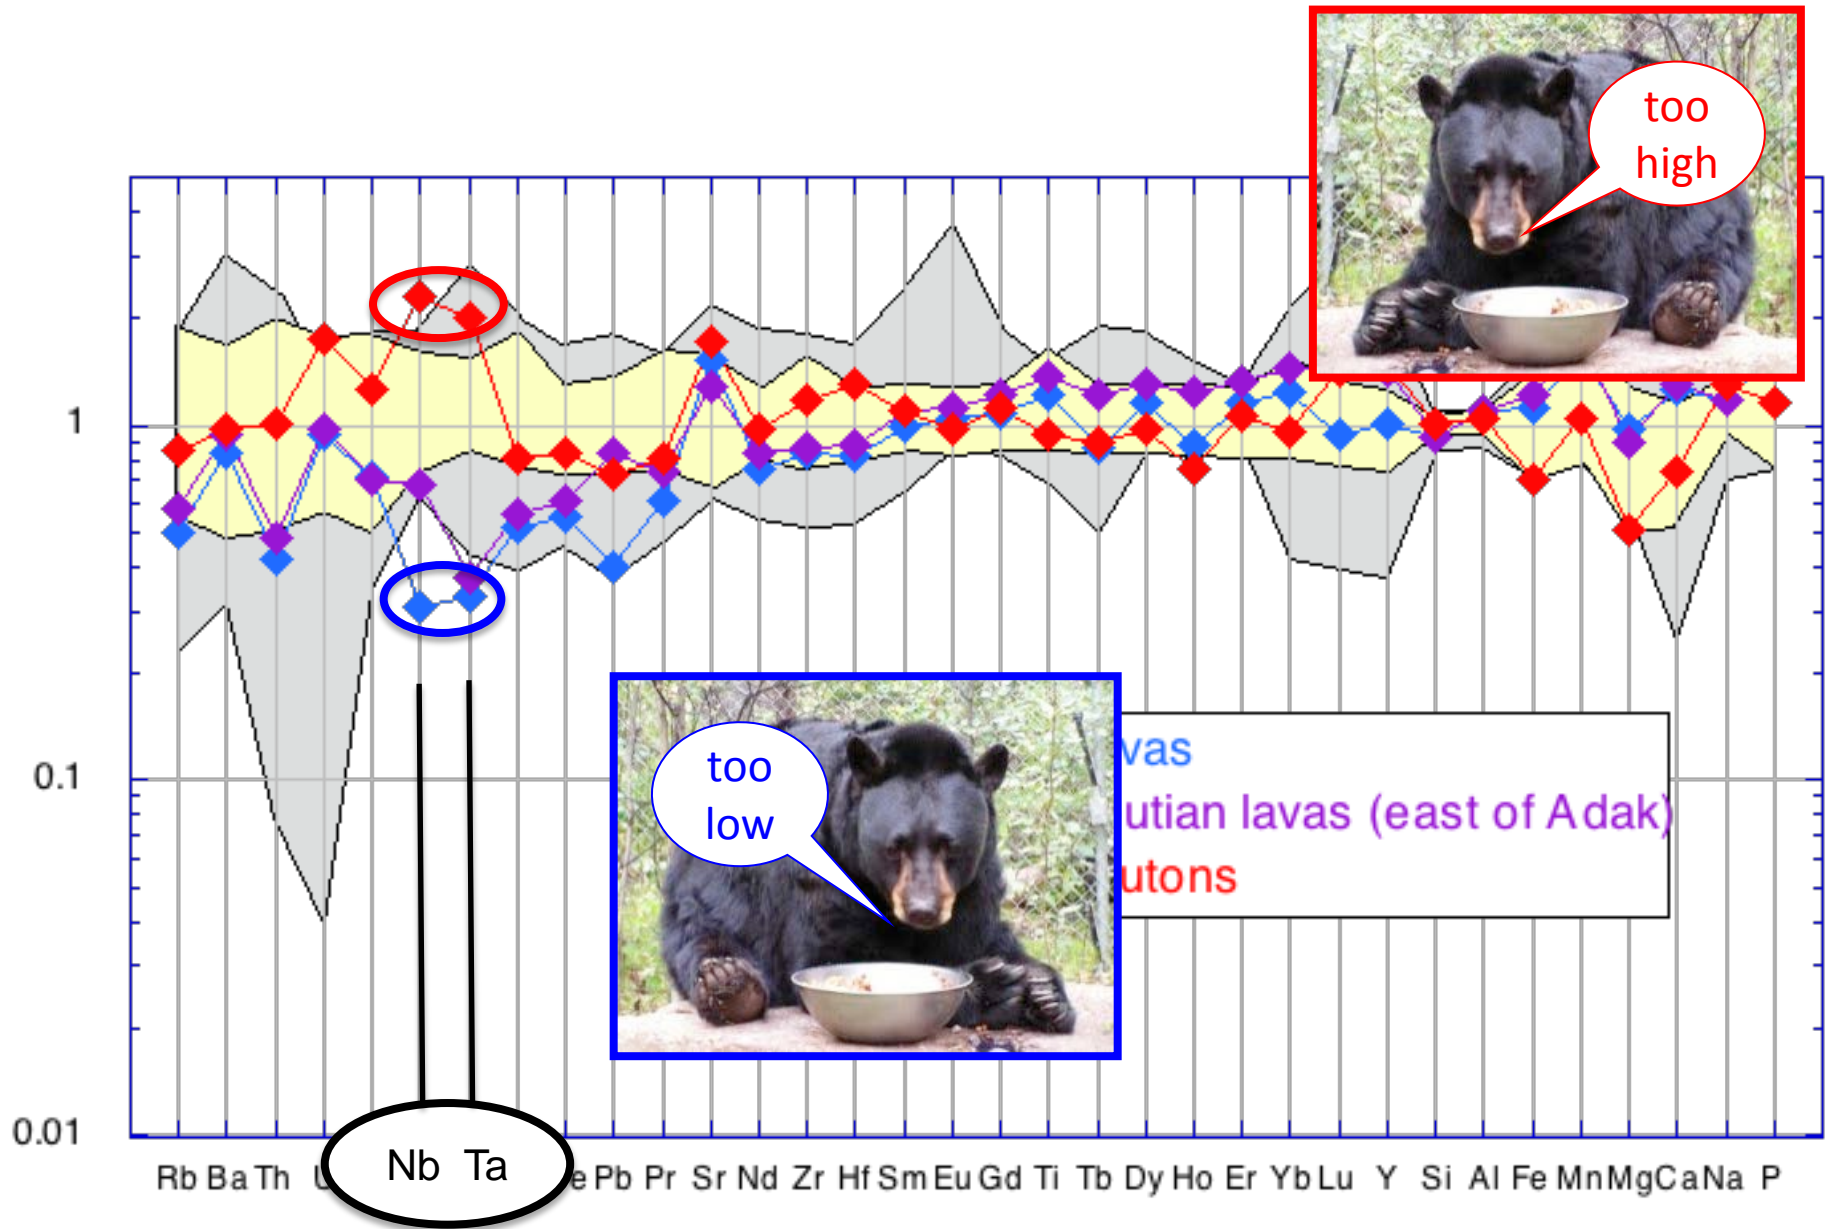 too
high
1
too
low
vas
utian lavas (east of Adak)
utons
0.1
0.01
Nb Ta
Rb Ba Th U e Pb Pr Sr Nd Zr Hf Sm Eu Gd Ti Tb Dy Ho Er Yb Lu Y Si Al Fe Mn Mg Ca Na P